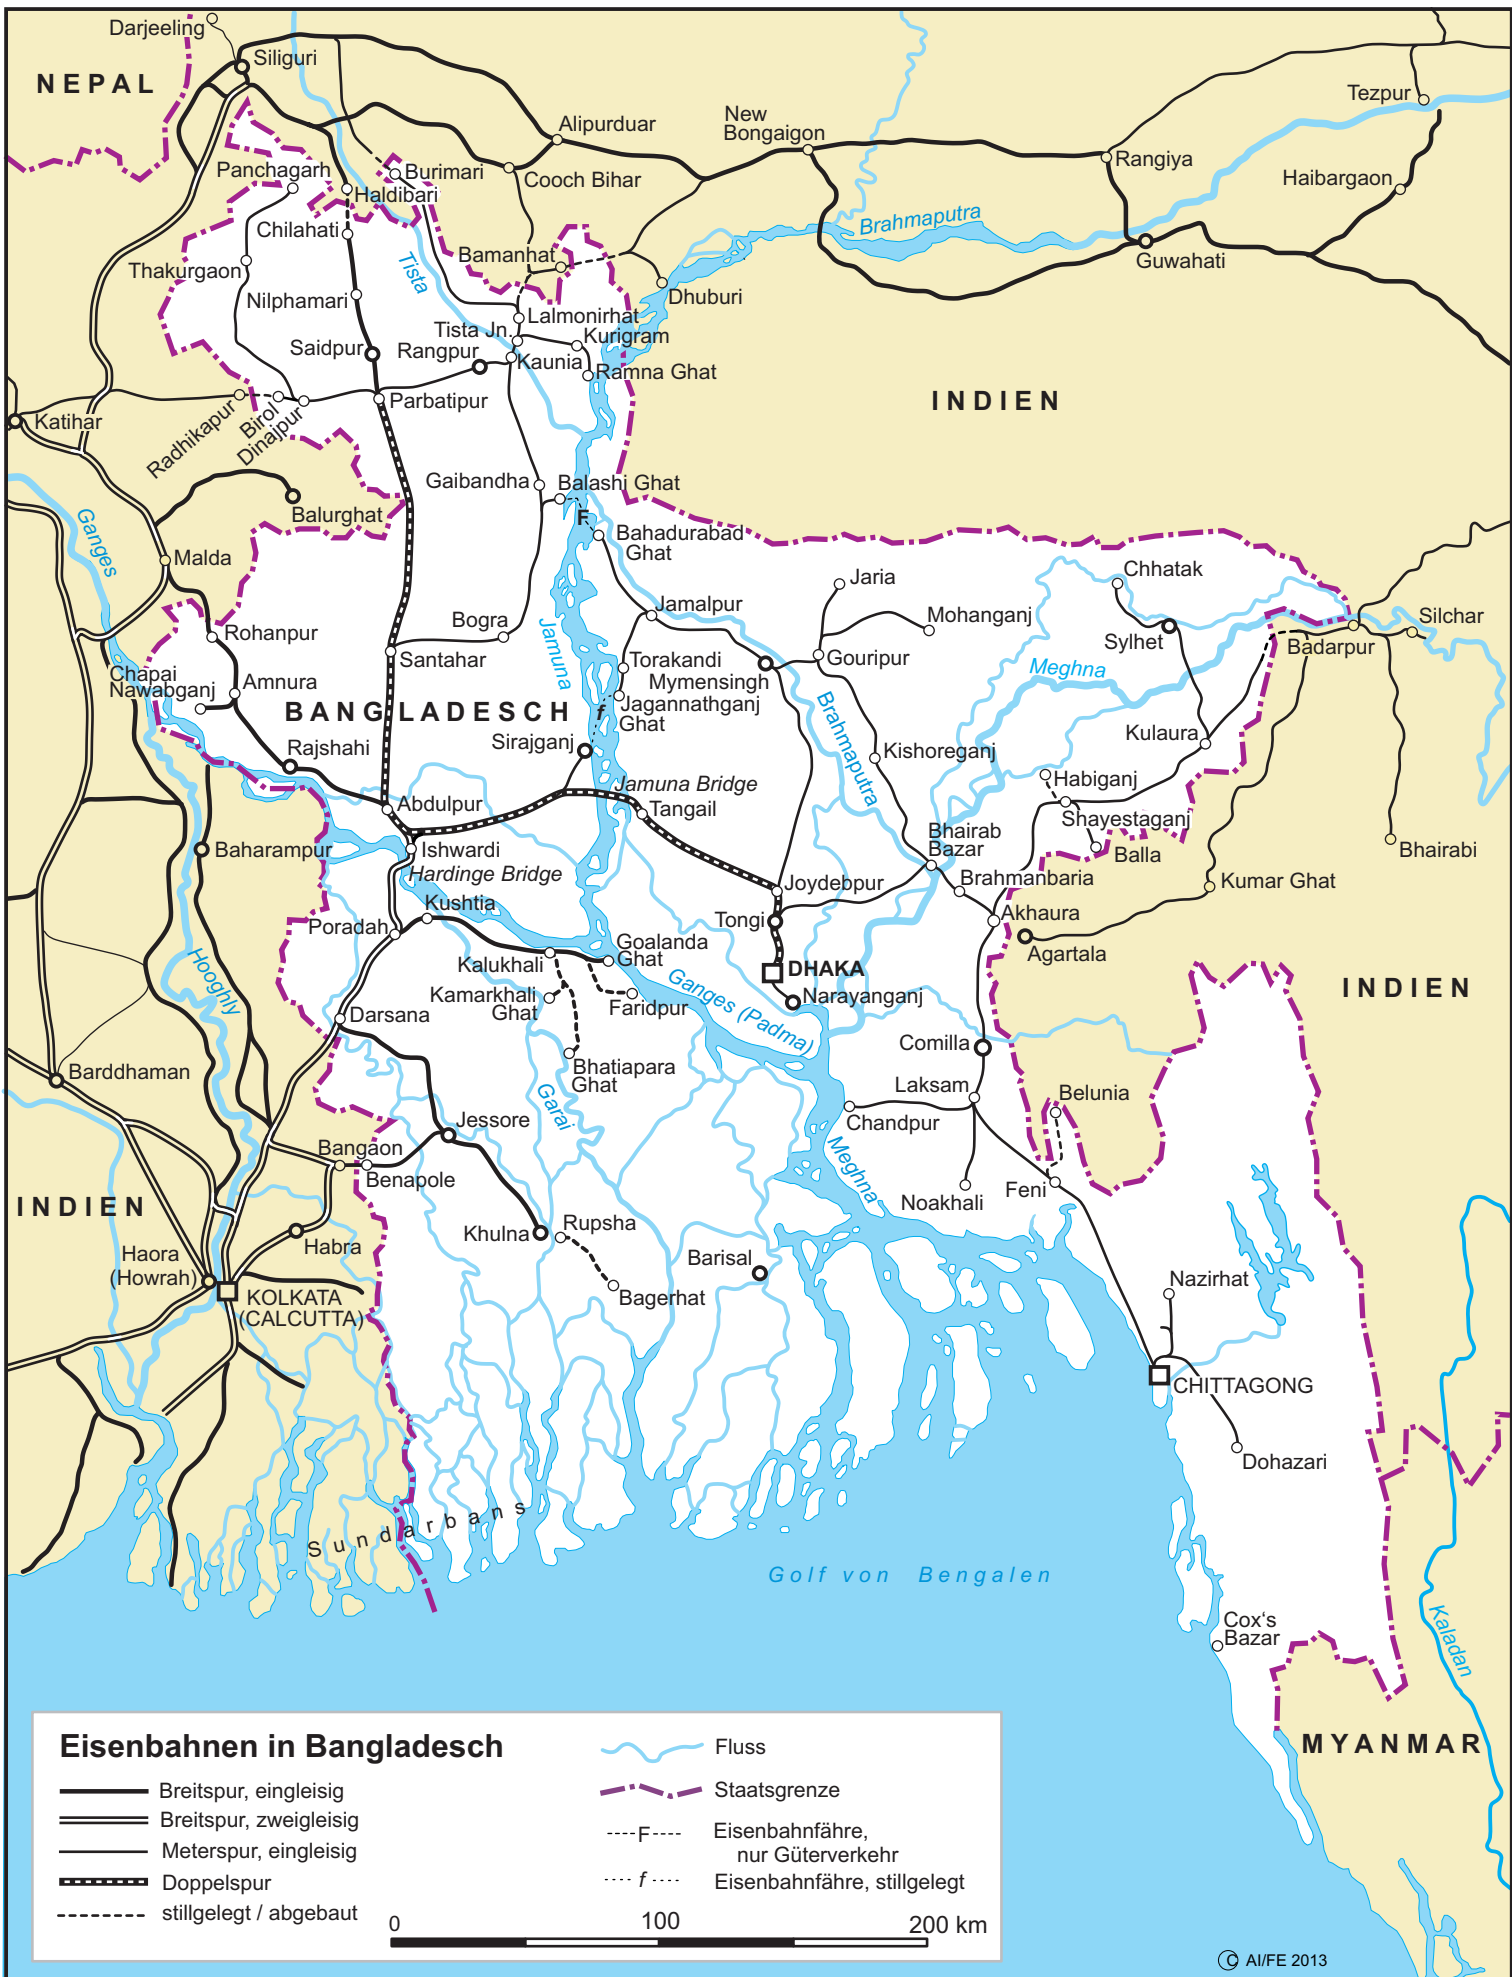 Darjeeling
Siliguri
NEPAL
Alipurduar
New
Bongaigon
Tezpur
Rangiya
Haibargaon
Panchagarh
Burimari
Cooch Bihar
Haldibari
Chilahati
Brahmaputra
Thakurgaon
Tista
Bamanhat
Guwahati
Nilphamari
Dhuburi
Lalmonirhat
Tista Jn.
Kurigram
Saidpur
Rangpur
Kaunia
Ramna Ghat
Parbatipur
INDIEN
Katihar
Radhikapur
Birol
Dinajpur
Gaibandha
Balashi Ghat
Balurghat
Ganges
F
Bahadurabad
Ghat
Malda
Jaria
Chhatak
Jamalpur
Mohanganj
Silchar
Rohanpur
Bogra
Jamuna
Sylhet
Badarpur
Santahar
Torakandi
Gouripur
Meghna
Chapai
Nawabganj
Amnura
Mymensingh
BANGLADESCH
f
Jagannathganj
Ghat
Brahmaputra
Kulaura
Rajshahi
Sirajganj
Kishoreganj
Habiganj
Jamuna Bridge
Abdulpur
Tangail
Shayestaganj
Bhairab
Bazar
Balla
Bhairabi
Baharampur
Ishwardi
Hardinge Bridge
Joydebpur
Brahmanbaria
Kumar Ghat
Kushtia
Poradah
Tongi
Akhaura
Goalanda
Ghat
Agartala
Kalukhali
DHAKA
Hooghly
Kamarkhali
Ghat
Faridpur
Ganges (Padma)
Narayanganj
INDIEN
Darsana
Comilla
Barddhaman
Bhatiapara
Ghat
Laksam
Belunia
Garai
Chandpur
Jessore
Bangaon
Benapole
Meghna
INDIEN
Noakhali
Feni
Khulna
Rupsha
Habra
Haora
(Howrah)
Barisal
Nazirhat
KOLKATA
(CALCUTTA)
Bagerhat
CHITTAGONG
Dohazari
Sundarbans
Golf von Bengalen
Cox's
Bazar
Kaladan
MYANMAR
Eisenbahnen in Bangladesch
Breitspur, eingleisig
Breitspur, zweigleisig
Meterspur, eingleisig
Doppelspur
stillgelegt / abgebaut
Fluss
Staatsgrenze
F
Eisenbahnfähre,
nur Güterverkehr
f
Eisenbahnfähre, stillgelegt
0 100 200 km
© AI/FE 2013